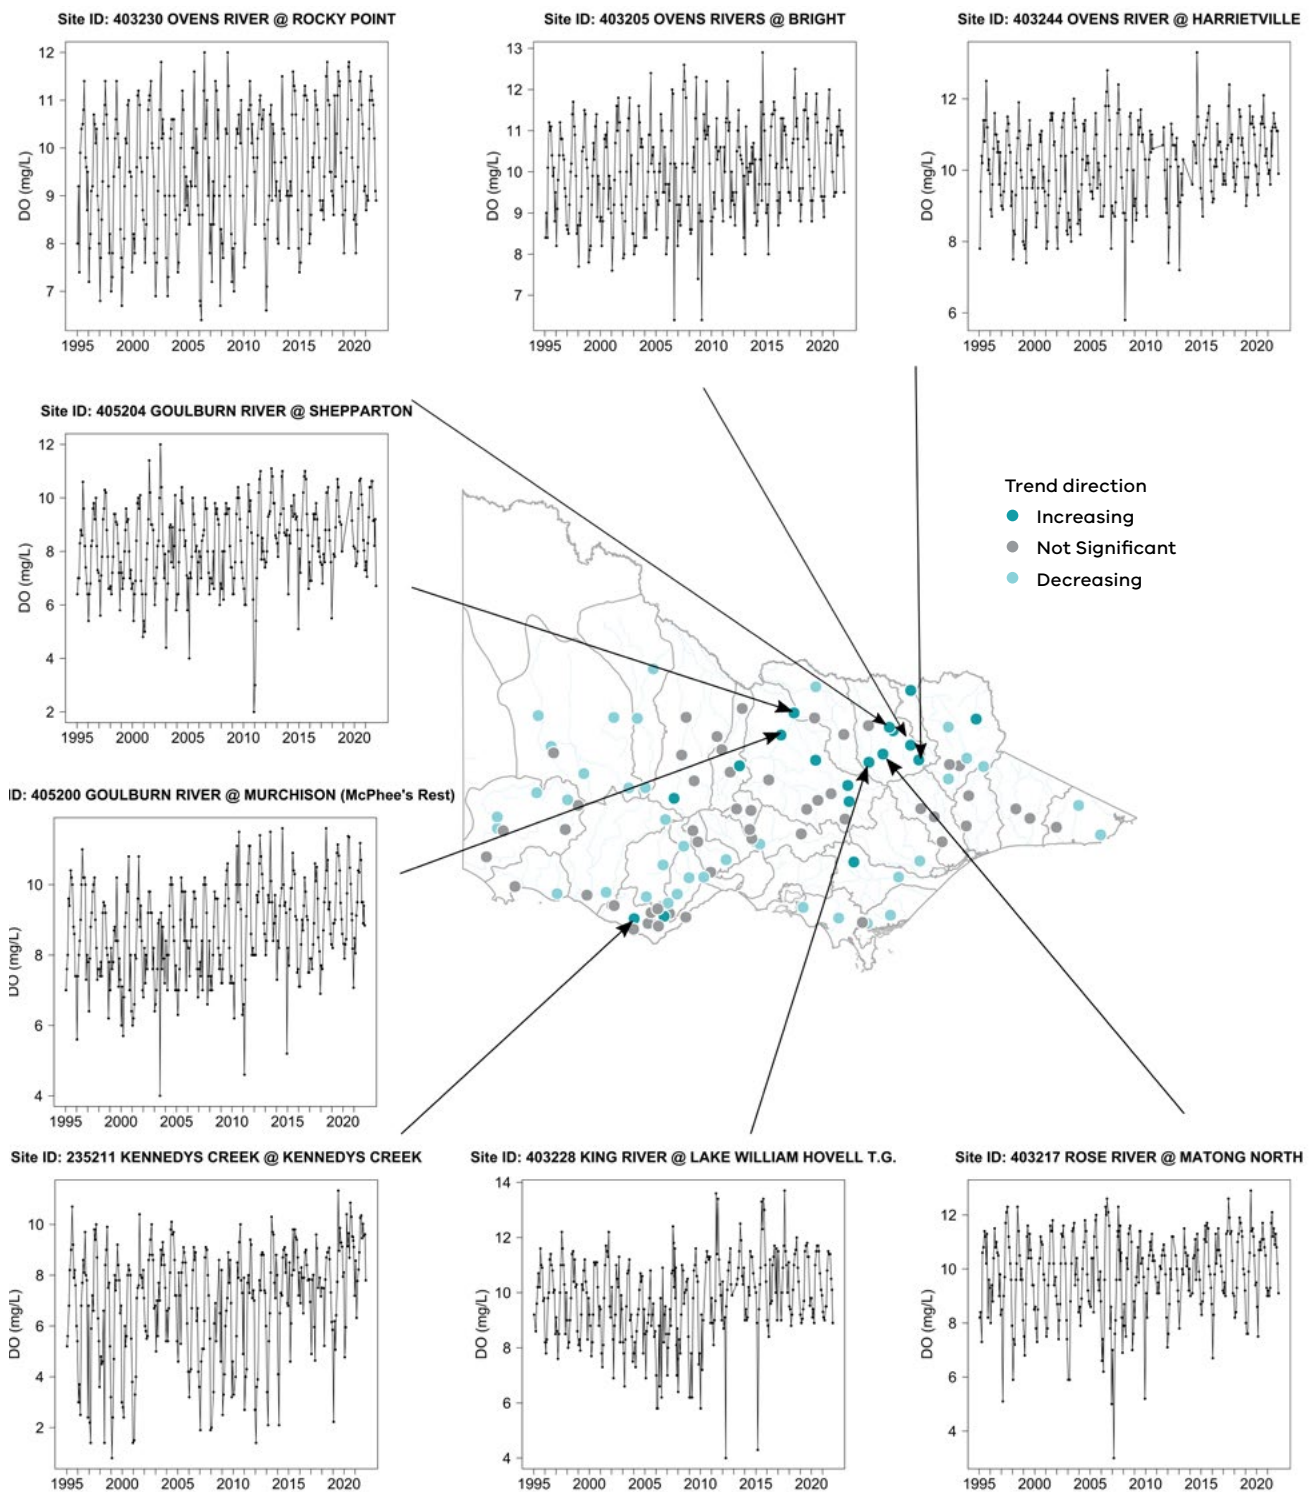 Site ID: 403230 OVENS RIVER @ ROCKY POINT
Site ID: 403205 OVENS RIVERS @ BRIGHT
Site ID: 403244 OVENS RIVER @ HARRIETVILLE
DO (mg/L)
12
11
10
9
8
7
1995 2000 2005 2010 2015 2020
DO (mg/L)
13
12
11
10
9
8
7
1995 2000 2005 2010 2015 2020
DO (mg/L)
12
10
8
6
1995 2000 2005 2010 2015 2020
Site ID: 405204 GOULBURN RIVER @ SHEPPARTON
DO (mg/L)
12
10
8
6
4
2
1995 2000 2005 2010 2015 2020
Trend direction
Increasing
Not Significant
Decreasing
ID: 405200 GOULBURN RIVER @ MURCHISON (McPhee's Rest)
DO (mg/L)
10
8
6
4
1995 2000 2005 2010 2015 2020
Site ID: 235211 KENNEDYS CREEK @ KENNEDYS CREEK
Site ID: 403228 KING RIVER @ LAKE WILLIAM HOVELL T.G.
Site ID: 403217 ROSE RIVER @ MATONG NORTH
DO (mg/L)
10
8
6
4
2
1995 2000 2005 2010 2015 2020
DO (mg/L)
14
12
10
8
6
4
1995 2000 2005 2010 2015 2020
DO (mg/L)
12
10
8
6
4
1995 2000 2005 2010 2015 2020